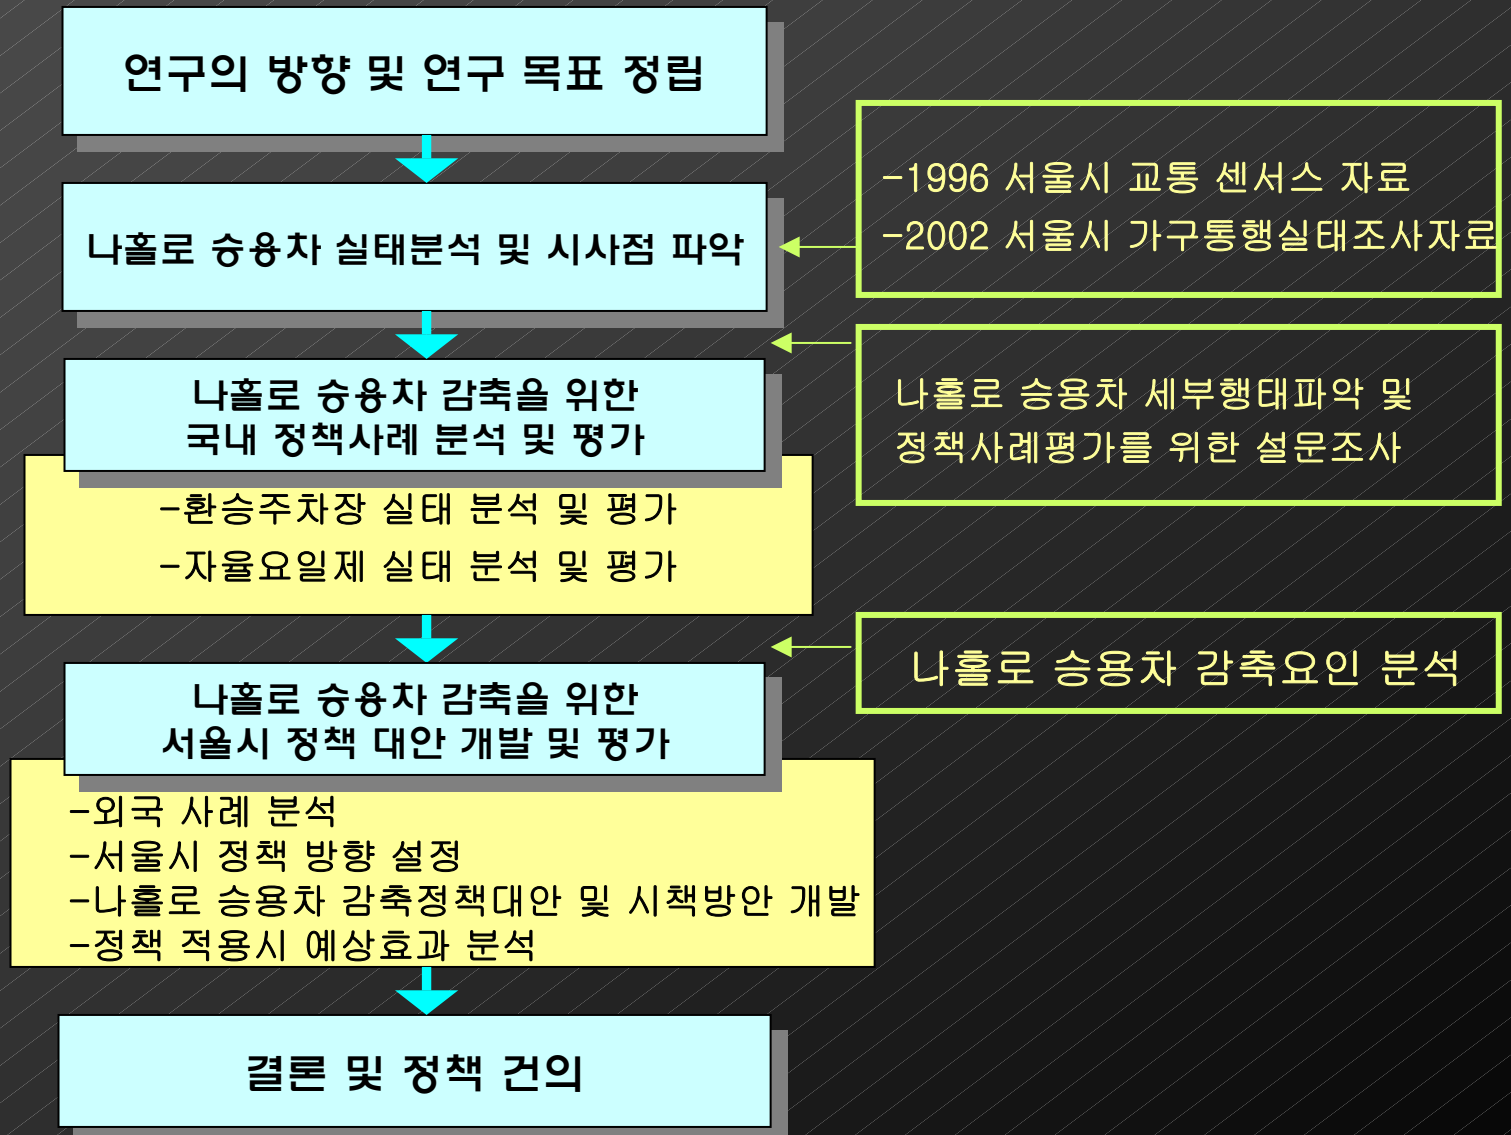 연구의 방향 및 연구 목표 정립
-1996 서울시 교통 센서스 자료
-2002 서울시 가구통행실태조사자료
나홀로 승용차 실태분석 및 시사점 파악
나홀로 승용차 감축을 위한
국내 정책사례 분석 및 평가
나홀로 승용차 세부행태파악 및
정책사례평가를 위한 설문조사
-환승주차장 실태 분석 및 평가
-자율요일제 실태 분석 및 평가
나홀로 승용차 감축요인 분석
나홀로 승용차 감축을 위한
서울시 정책 대안 개발 및 평가
-외국 사례 분석
-서울시 정책 방향 설정
-나홀로 승용차 감축정책대안 및 시책방안 개발
-정책 적용시 예상효과 분석
결론 및 정책 건의